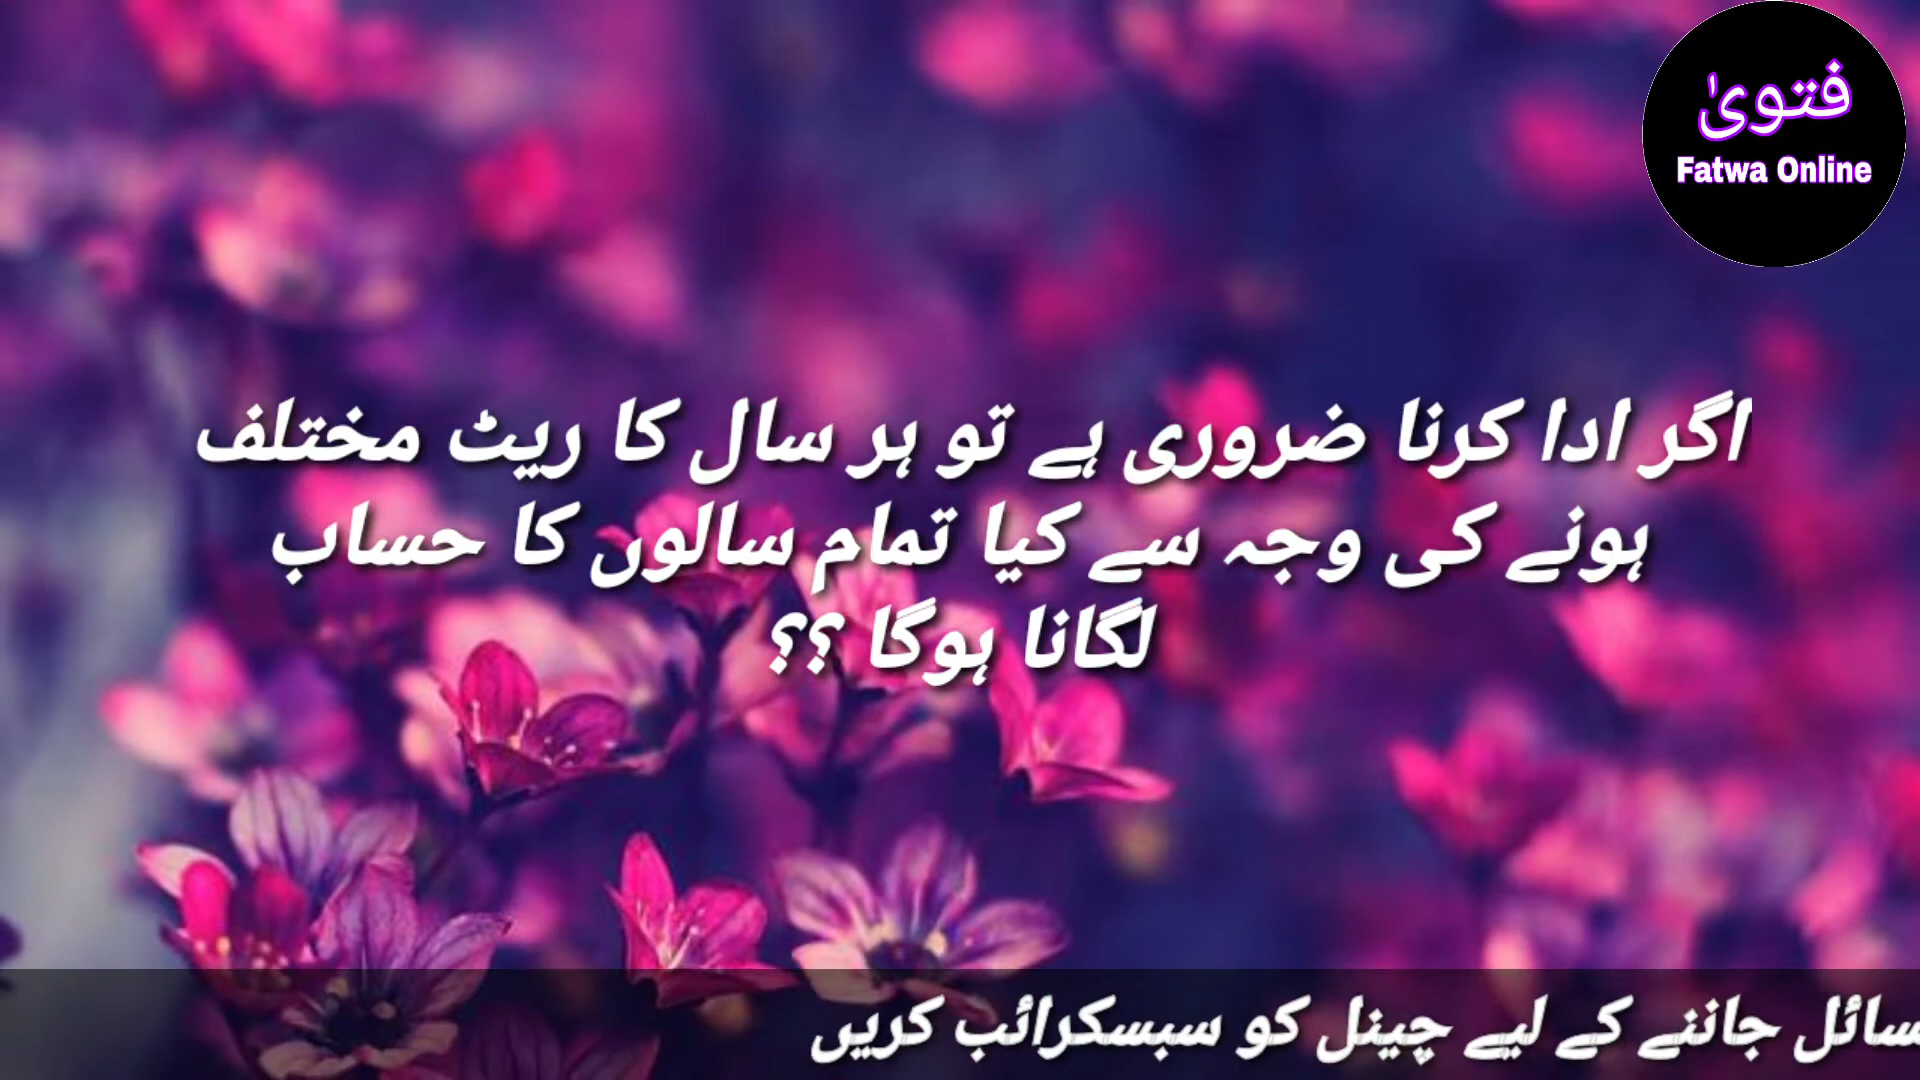 فتویٰ
Fatwa Online
اگر ادا کرنا ضروری ہے تو ہر سال کا ریٹ مختلف
ہونے کی وجہ سے کیا تمام سالوں کا حساب
لگانا ہوگا ؟؟
جاننے کے لیے چینل کو سبسکرائب کریں